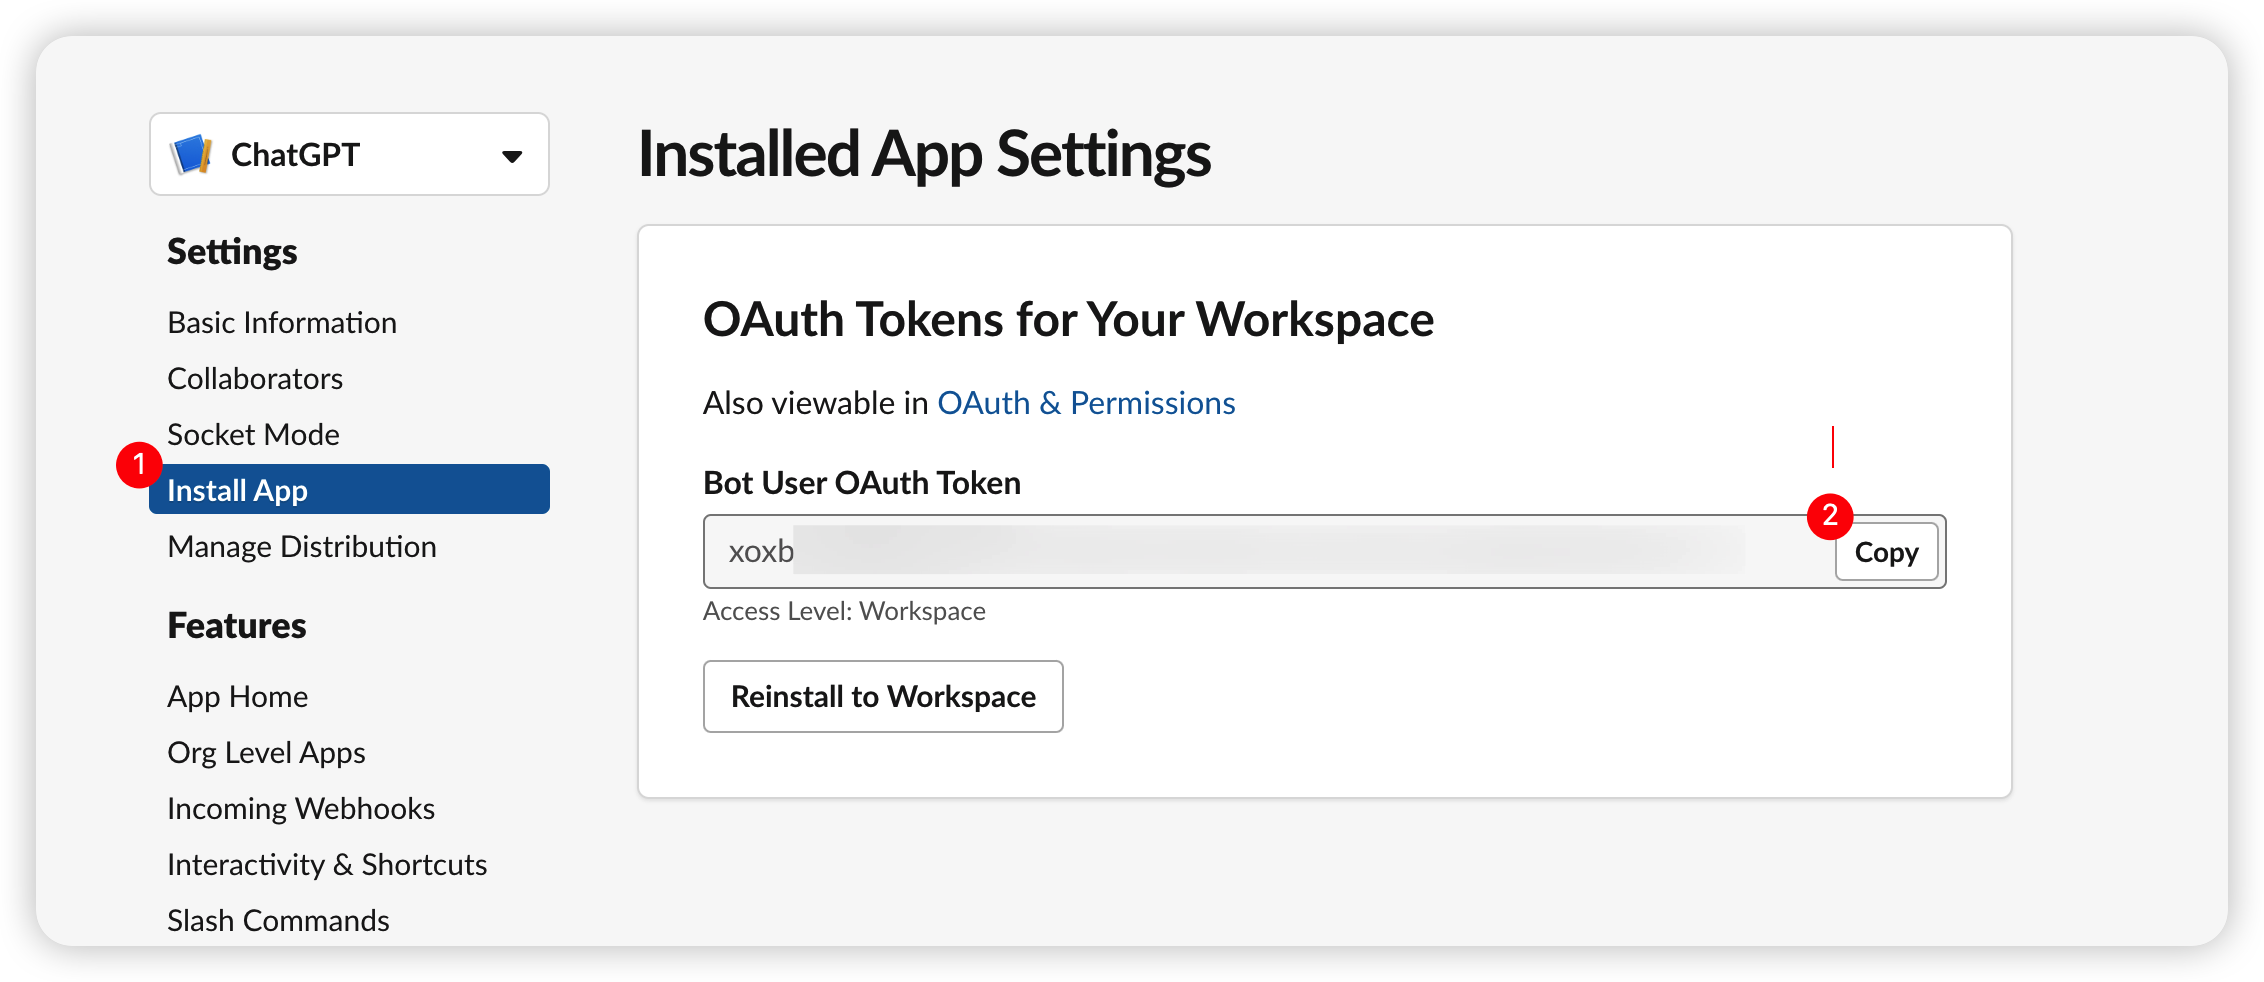 ChatGPT
Settings
Basic Information
Collaborators
Socket Mode
1
Install App
Manage Distribution
Features
App Home
Org Level Apps
Incoming Webhooks
Interactivity & Shortcuts
Slash Commands
Installed App Settings
OAuth Tokens for Your Workspace
Also viewable in OAuth & Permissions
Bot User OAuth Token
2
xoxb
Copy
Access Level: Workspace
Reinstall to Workspace